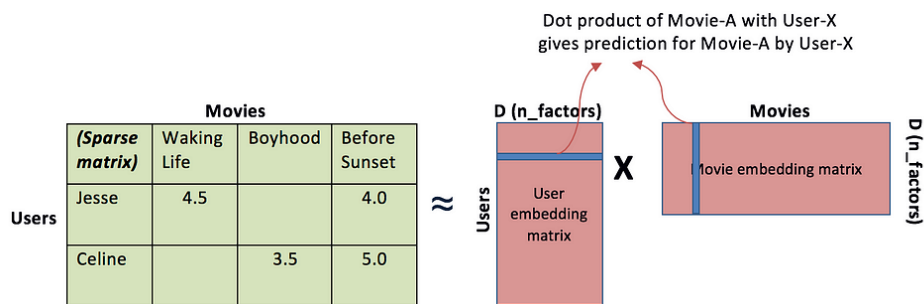 Dot product of Movie-A with User-X
gives prediction for Movie-A by User-X
Movies
(Sparse matrix) Waking Life Boyhood Before Sunset
Users
Jesse 4.5 4.0
Celine 3.5 5.0
≈
D (n_factors)
Users
User
embedding
matrix
X
Movies
Movie embedding matrix
D (n_factors)